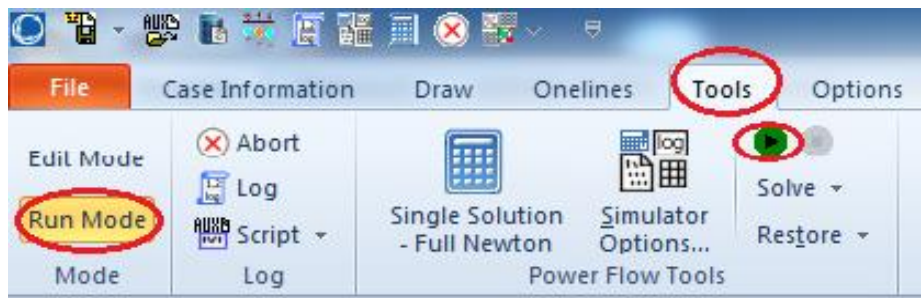 File Case Information Draw Onelines Tools Options
Edit Mode
Run Mode
Mode
Abort
Log
Script
Log
Single Solution
- Full Newton
Simulator
Options...
Solve
Restore
Power Flow Tools